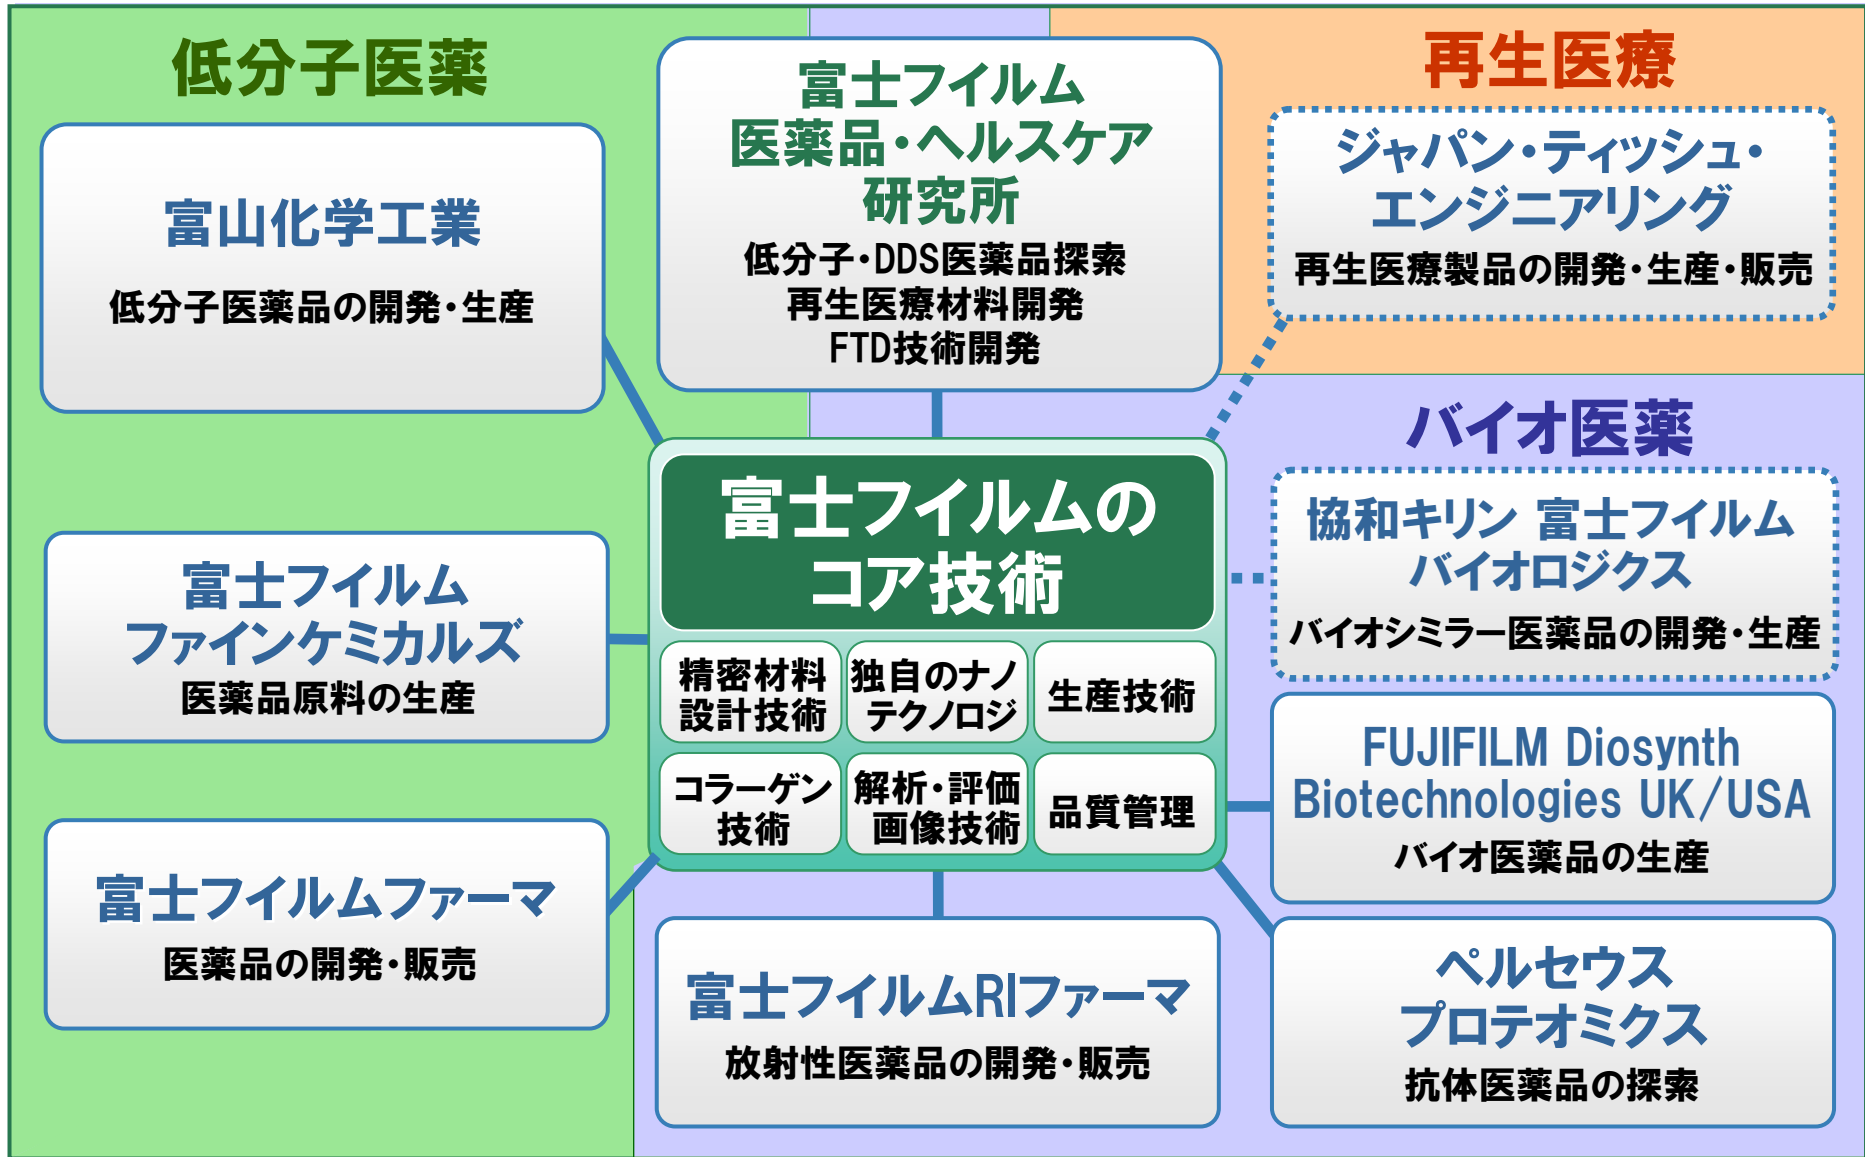 低分子医薬
富山化学工業
低分子医薬品の開発・生産
富士フイルム
ファインケミカルズ
医薬品原料の生産
富士フイルムファーマ
医薬品の開発・販売
富士フイルム
医薬品・ヘルスケア
研究所
低分子・DDS医薬品探索
再生医療材料開発
FTD技術開発
富士フイルムの
コア技術
精密材料
設計技術
独自のナノ
テクノロジ
生産技術
コラーゲン
技術
解析・評価
画像技術
品質管理
富士フイルムRIファーマ
放射性医薬品の開発・販売
再生医療
ジャパン・ティッシュ・
エンジニアリング
再生医療製品の開発・生産・販売
バイオ医薬
協和キリン 富士フイルム
バイオロジクス
バイオシミラー医薬品の開発・生産
FUJIFILM Diosynth
Biotechnologies UK/USA
バイオ医薬品の生産
ペルセウス
プロテオミクス
抗体医薬品の探索